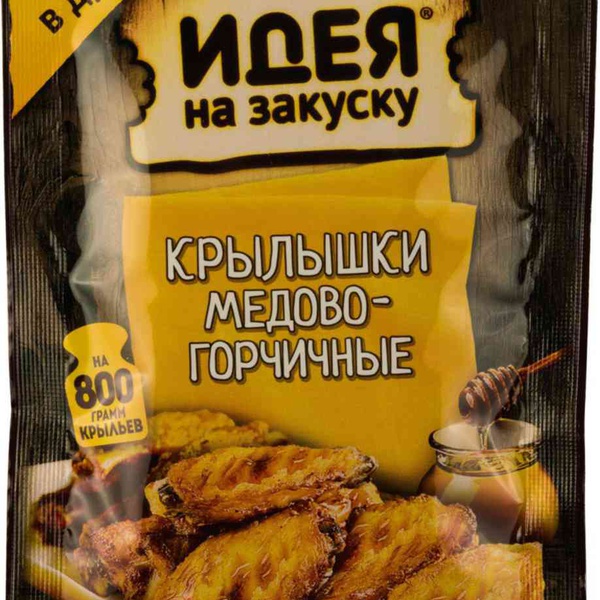 ИДЕЯ®
на закуску
КРЫЛЫШКИ
МЕДОВО-
ГОРЧИЧНЫЕ
НА
800
ГРАММ
КРЫЛЬЕВ